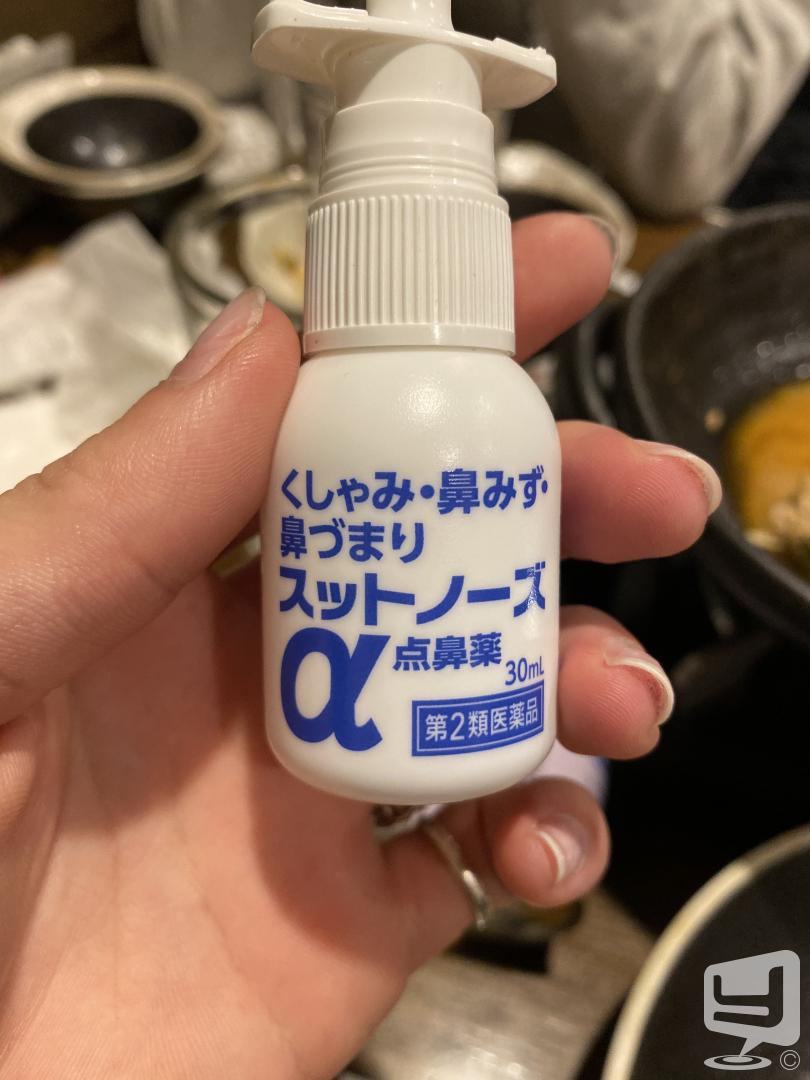 くしゃみ・鼻みず・
鼻づまり
スットノーズ
α 点鼻薬
30mL
第2類医薬品